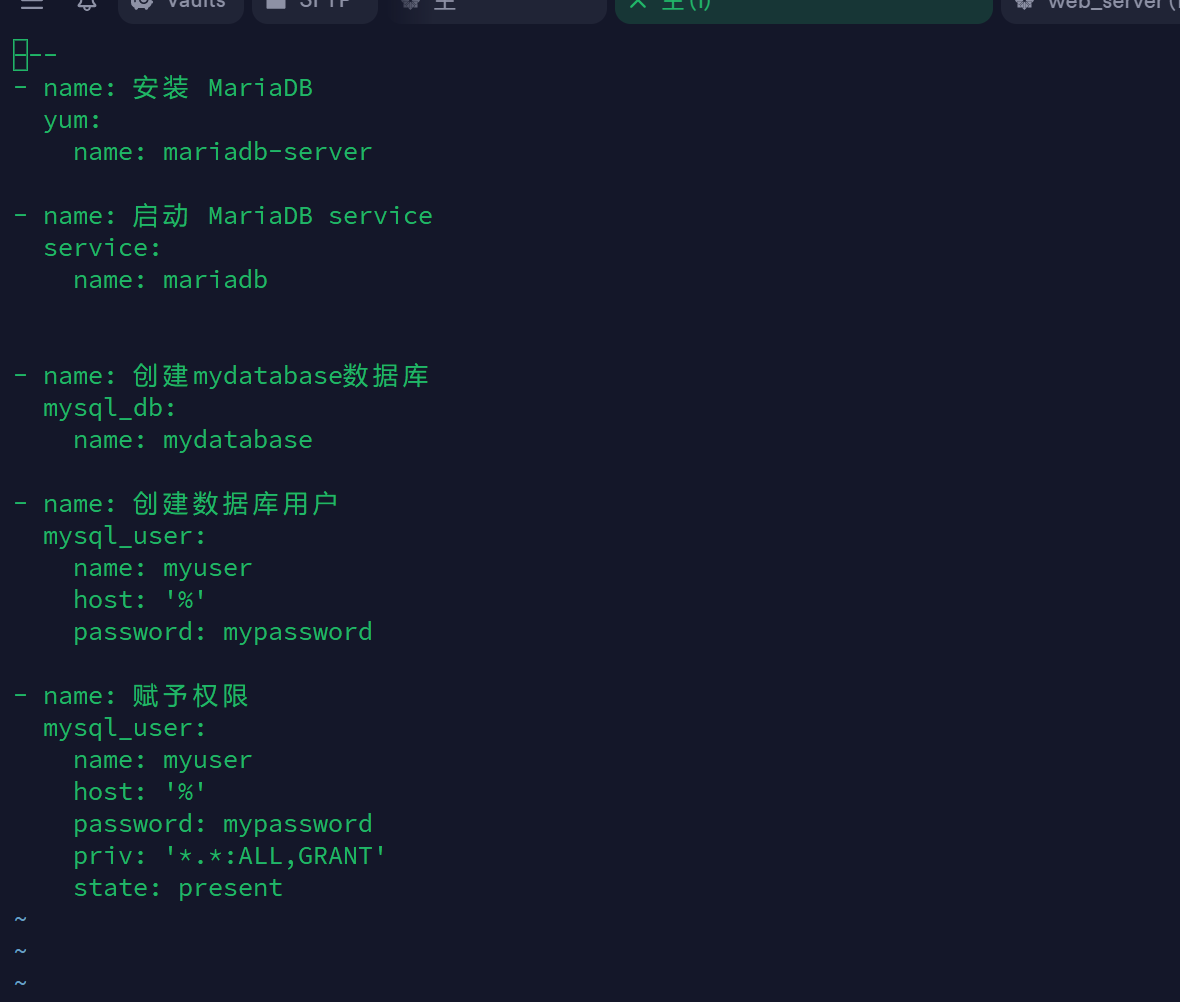 Vaults SFTP 主 主 (1) web_server (1
---
- name: 安装 MariaDB
  yum:
    name: mariadb-server

- name: 启动 MariaDB service
  service:
    name: mariadb


- name: 创建mydatabase数据库
  mysql_db:
    name: mydatabase

- name: 创建数据库用户
  mysql_user:
    name: myuser
    host: '%'
    password: mypassword

- name: 赋予权限
  mysql_user:
    name: myuser
    host: '%'
    password: mypassword
    priv: '*.*:ALL,GRANT'
    state: present
~
~
~